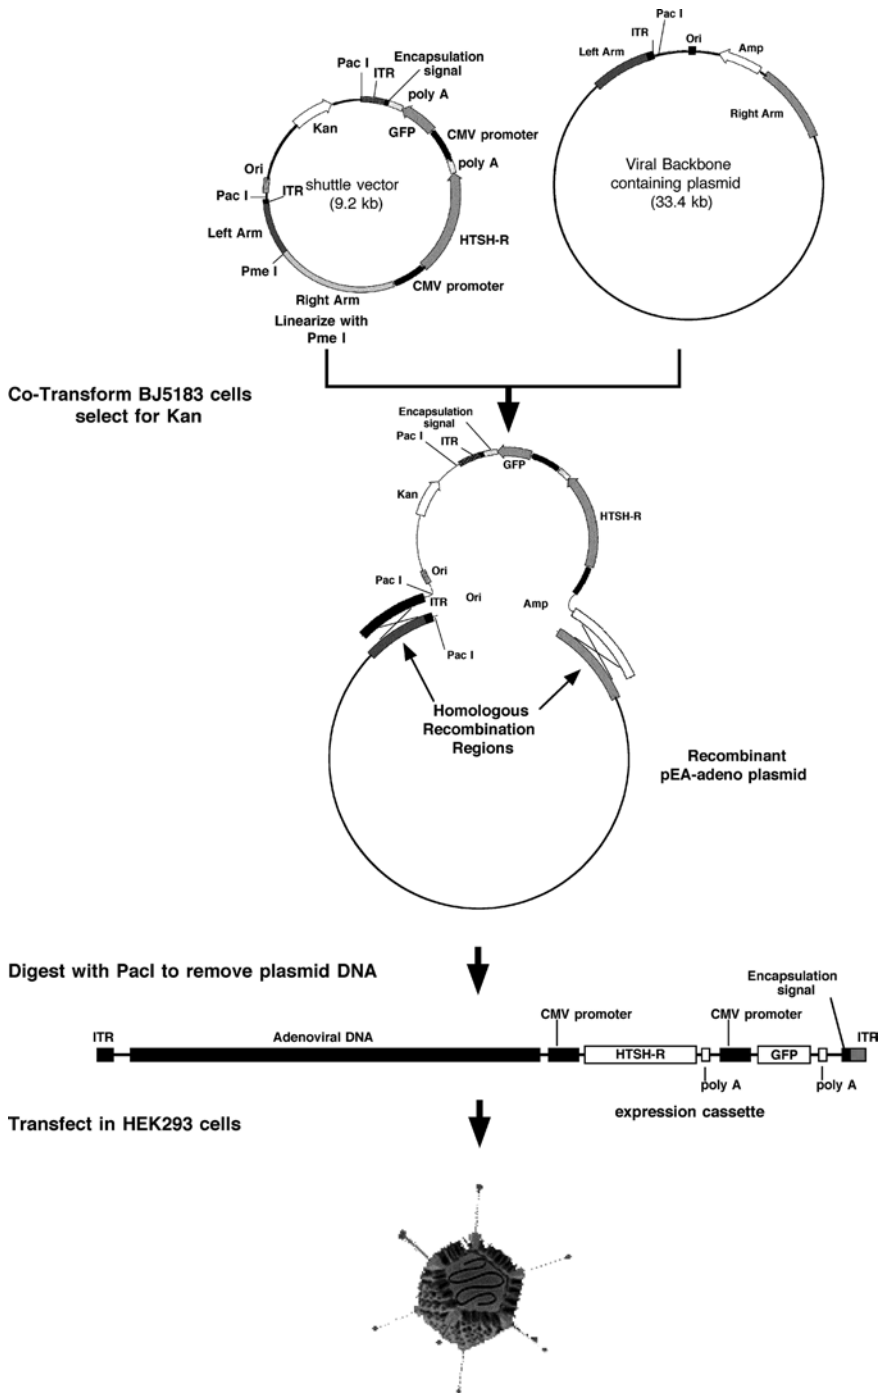 Pac I
ITR
Encapsulation
signal
poly A
GFP
CMV promoter
poly A
Kan
Ori
Pac I
ITR
shuttle vector
(9.2 kb)
Left Arm
HTSH-R
Pme I
CMV promoter
Right Arm
Linearize with
Pme I
Pac I
ITR
Ori
Amp
Left Arm
Right Arm
Viral Backbone
containing plasmid
(33.4 kb)
Co-Transform BJ5183 cells
select for Kan
Encapsulation
signal
Pac I
ITR
GFP
Kan
HTSH-R
Ori
Pac I
ITR
Ori
Amp
Pac I
Homologous
Recombination
Regions
Recombinant
pEA-adeno plasmid
Digest with PacI to remove plasmid DNA
Encapsulation
signal
CMV promoter
CMV promoter
ITR
Adenoviral DNA
ITR
HTSH-R
GFP
poly A
poly A
expression cassette
Transfect in HEK293 cells